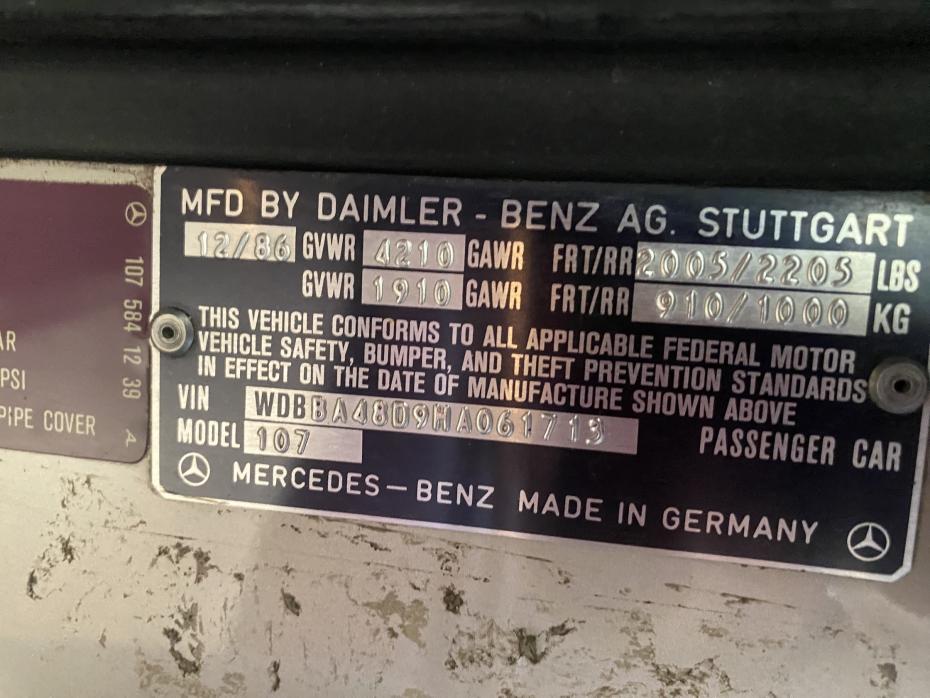 MFD BY DAIMLER - BENZ AG. STUTTGART
12/86 GVWR 4210 GAWR FRT/RR 2005/2205 LBS
GVWR 1910 GAWR FRT/RR 910/1000 KG
THIS VEHICLE CONFORMS TO ALL APPLICABLE FEDERAL MOTOR
VEHICLE SAFETY, BUMPER, AND THEFT PREVENTION STANDARDS
IN EFFECT ON THE DATE OF MANUFACTURE SHOWN ABOVE
VIN WDBBA48D9HA061713
MODEL 107 PASSENGER CAR
MERCEDES-BENZ MADE IN GERMANY
107 584 12 39 A
AR
PSI
PIPE COVER